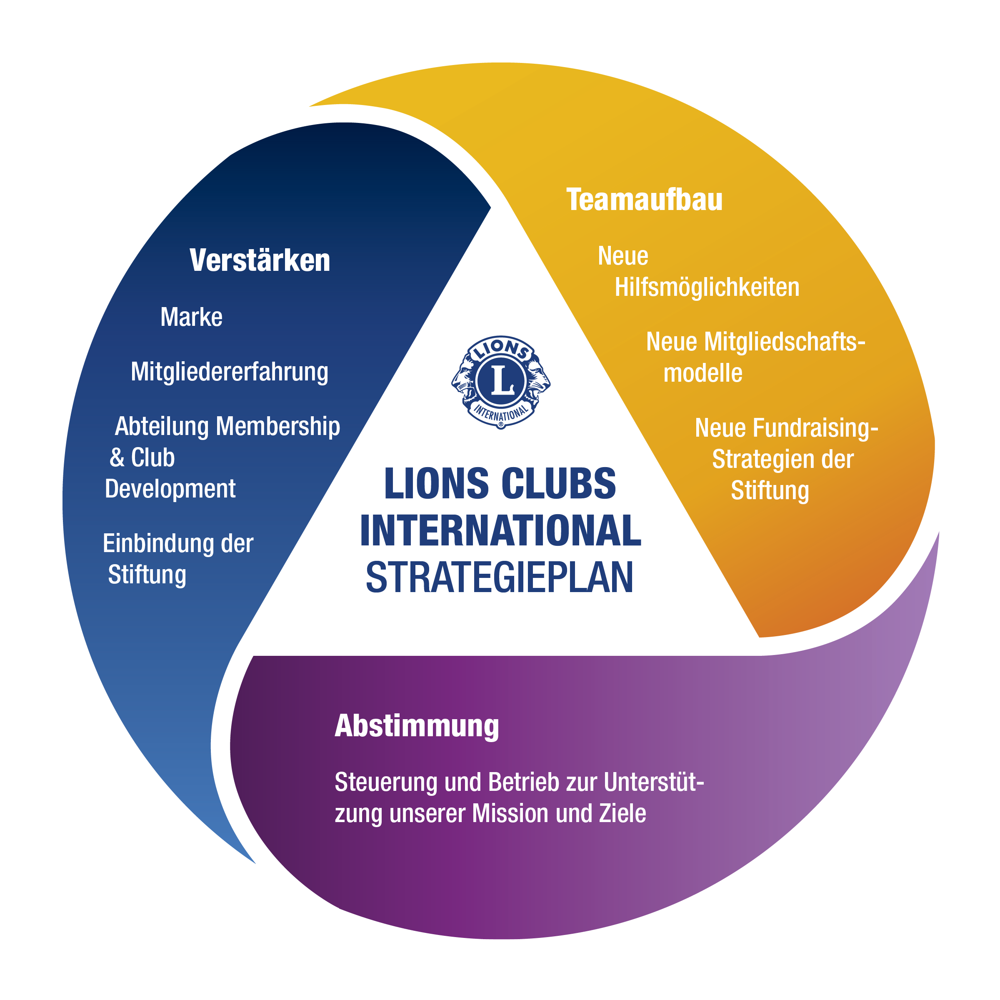 Teamaufbau
Neue
Hilfsmöglichkeiten
Neue Mitgliedschafts-
modelle
Neue Fundraising-
Strategien der
Stiftung
Verstärken
Marke
Mitgliedererfahrung
Abteilung Membership
& Club
Development
Einbindung der
Stiftung
LIONS
L
INTERNATIONAL
®
LIONS CLUBS
INTERNATIONAL
STRATEGIEPLAN
Abstimmung
Steuerung und Betrieb zur Unterstüt-
zung unserer Mission und Ziele